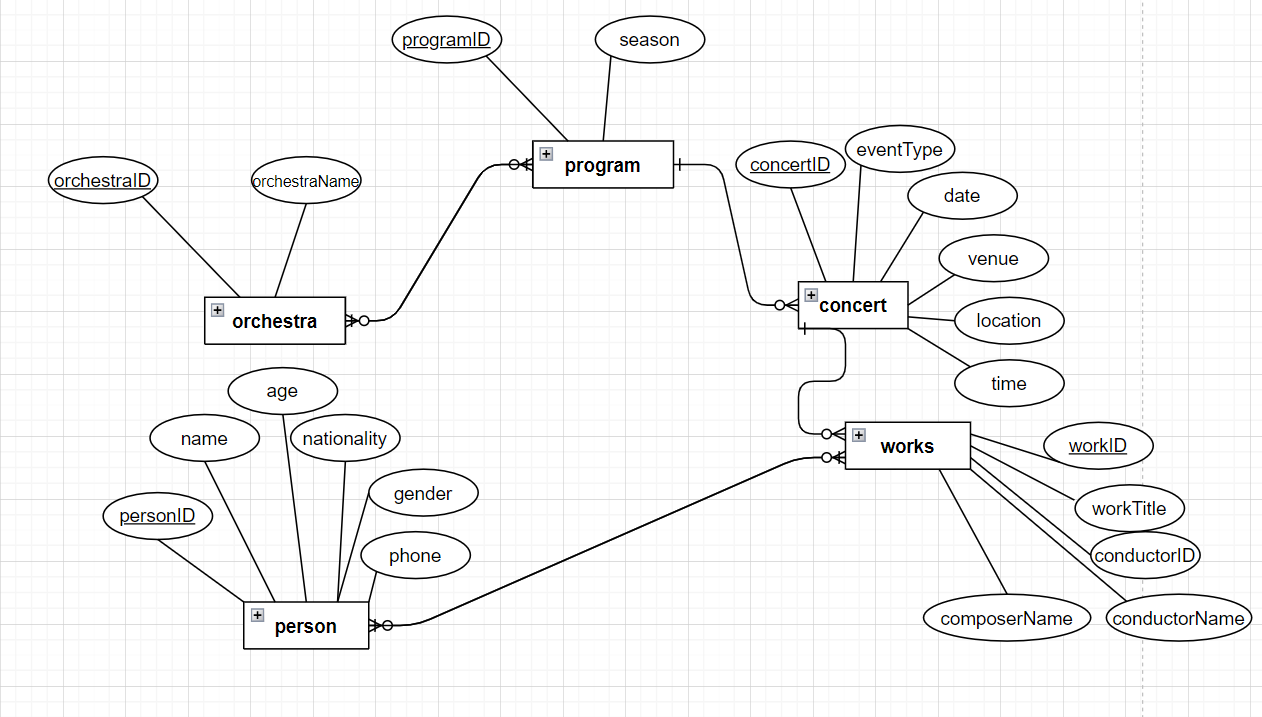 programID
season
program
orchestraID
orchestraName
orchestra
concertID
eventType
date
venue
location
time
concert
age
name
nationality
gender
personID
phone
person
works
workID
workTitle
conductorID
composerName
conductorName